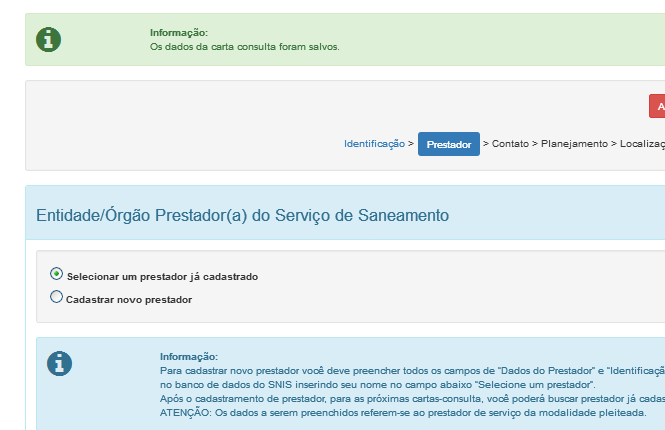 Informação:
Os dados da carta consulta foram salvos.
A
Identificação > Prestador > Contato > Planejamento > Localizaç
Entidade/Órgão Prestador(a) do Serviço de Saneamento
Selecionar um prestador já cadastrado
Cadastrar novo prestador
Informação:
Para cadastrar novo prestador você deve preencher todos os campos de "Dados do Prestador" e "Identificaçã
no banco de dados do SNIS inserindo seu nome no campo abaixo "Selecione um prestador".
Após o cadastramento de prestador, para as próximas cartas-consulta, você poderá buscar prestador já cadas
ATENÇÃO: Os dados a serem preenchidos referem-se ao prestador de serviço da modalidade pleiteada.